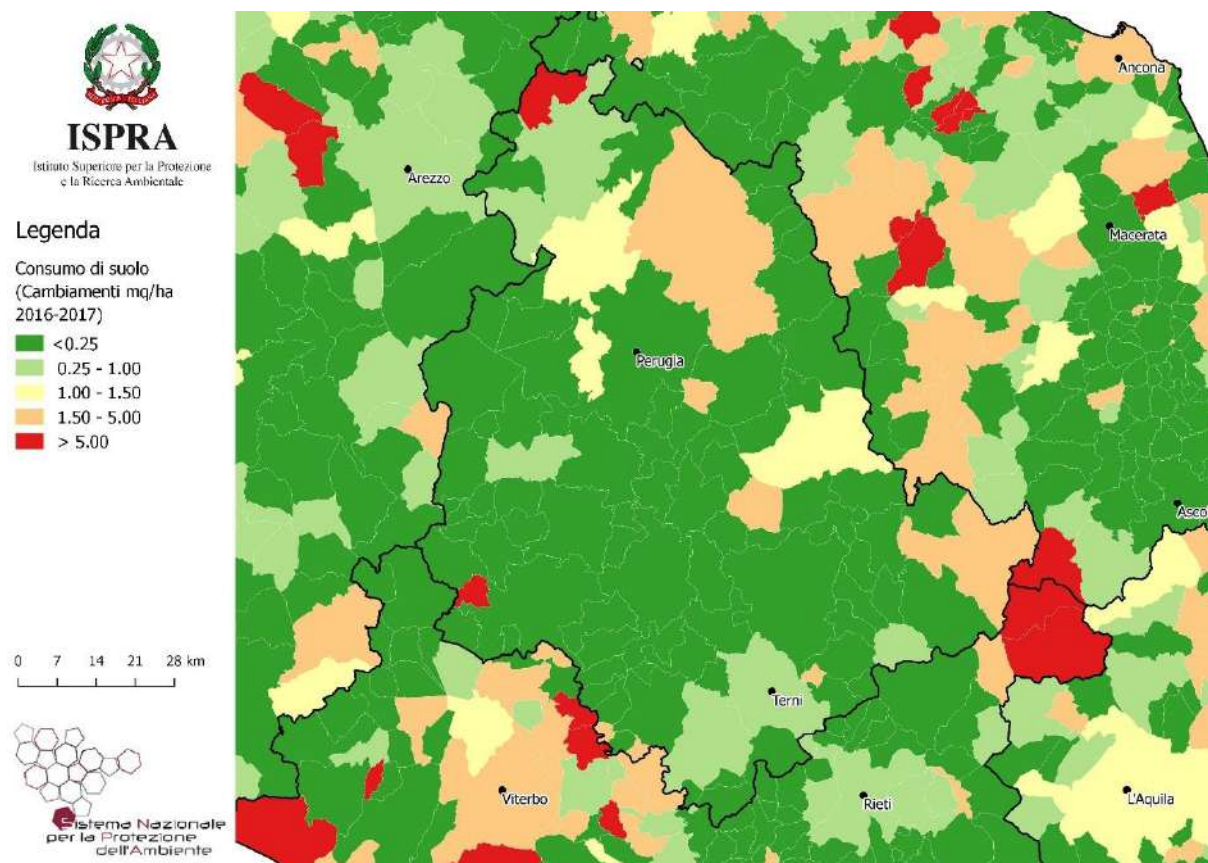 ISPRA
Istituto Superiore per la Protezione
e la Ricerca Ambientale
Legenda
Consumo di suolo
(Cambiamenti mq/ha
2016-2017)
<0.25
0.25 - 1.00
1.00 - 1.50
1.50 - 5.00
> 5.00
0 7 14 21 28 km
Sistema Nazionale
per la Protezione
dell'Ambiente
Ancona
Arezzo
Macerata
Perugia
Asco
Terni
Viterbo
Rieti
L'Aquila